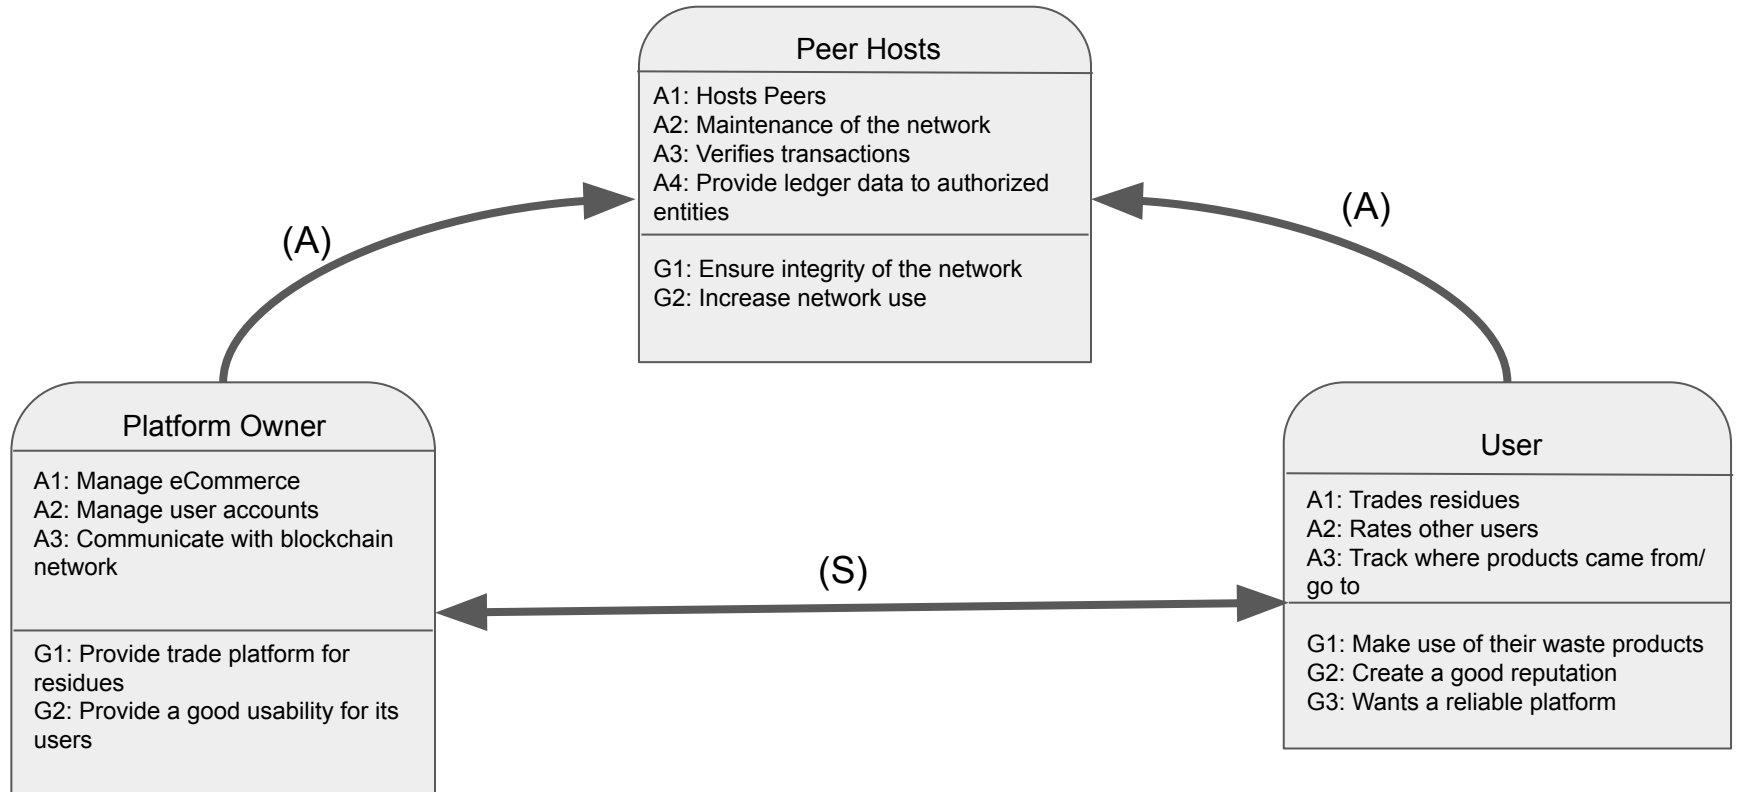 Peer Hosts
A1: Hosts Peers
A2: Maintenance of the network
A3: Verifies transactions
A4: Provide ledger data to authorized
entities
G1: Ensure integrity of the network
G2: Increase network use
(A)
(A)
Platform Owner
A1: Manage eCommerce
A2: Manage user accounts
A3: Communicate with blockchain
network
G1: Provide trade platform for
residues
G2: Provide a good usability for its
users
(S)
User
A1: Trades residues
A2: Rates other users
A3: Track where products came from/
go to
G1: Make use of their waste products
G2: Create a good reputation
G3: Wants a reliable platform